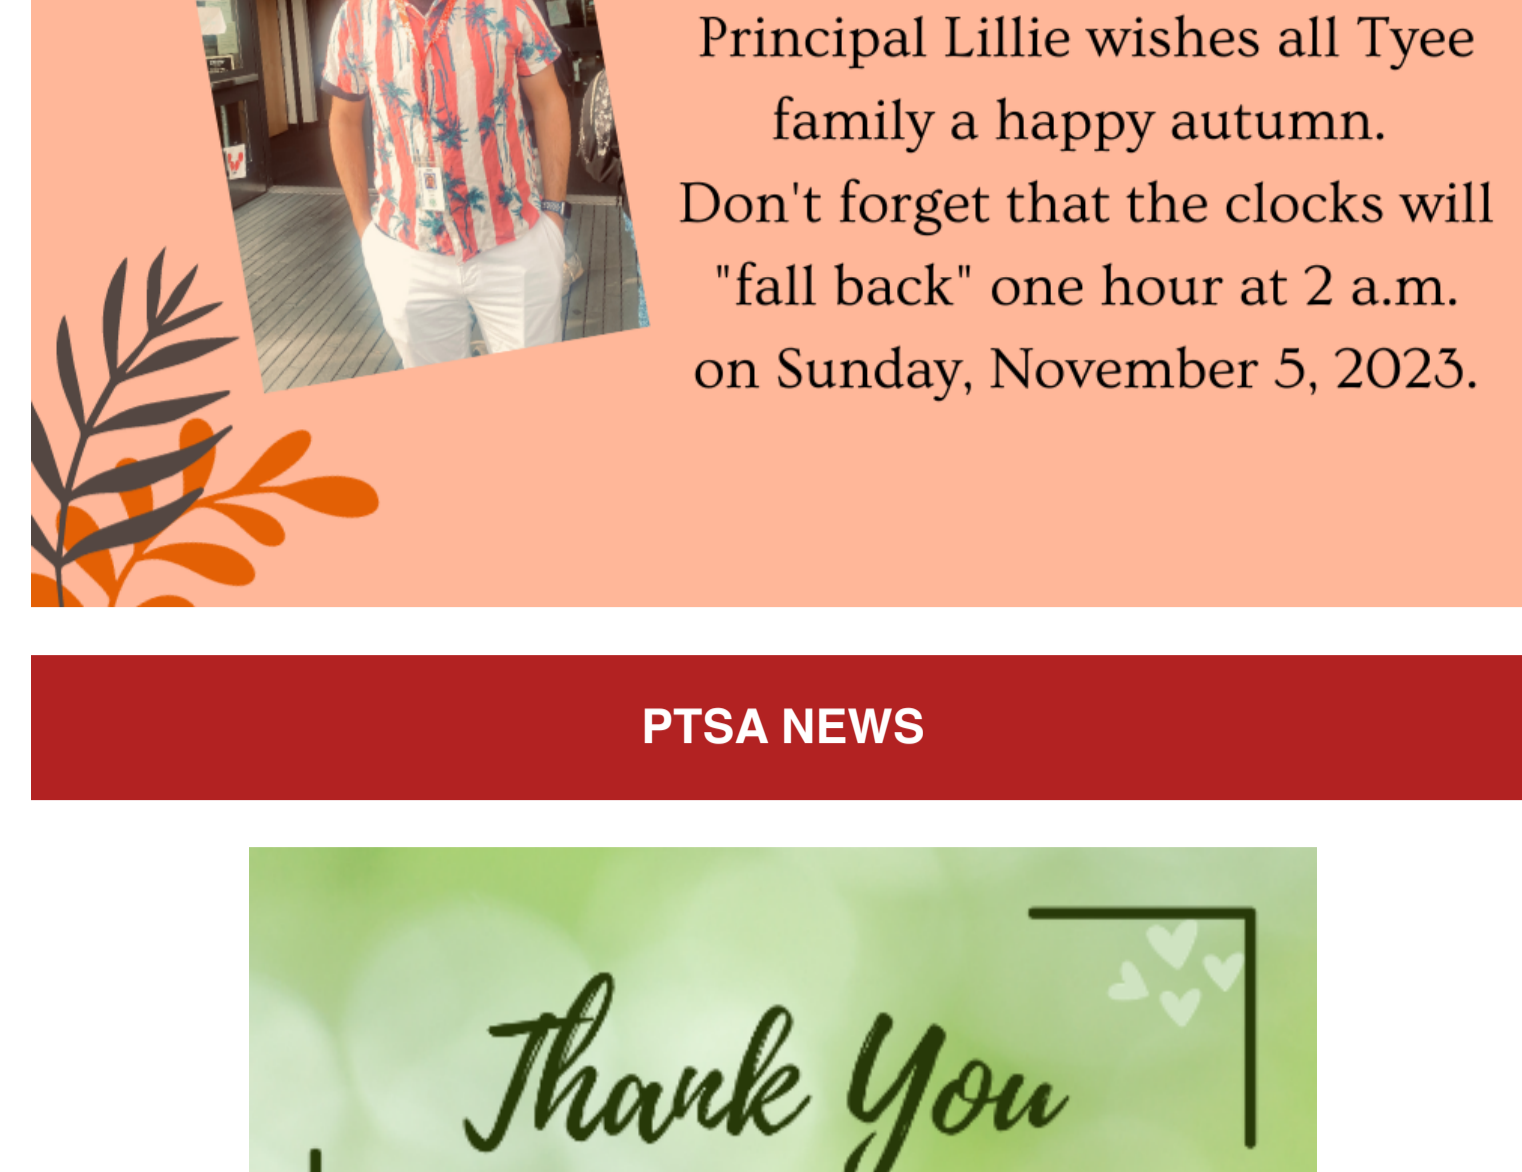 Principal Lillie wishes all Tyee
family a happy autumn.
Don't forget that the clocks will
"fall back" one hour at 2 a.m.
on Sunday, November 5, 2023.
PTSA NEWS
Thank You